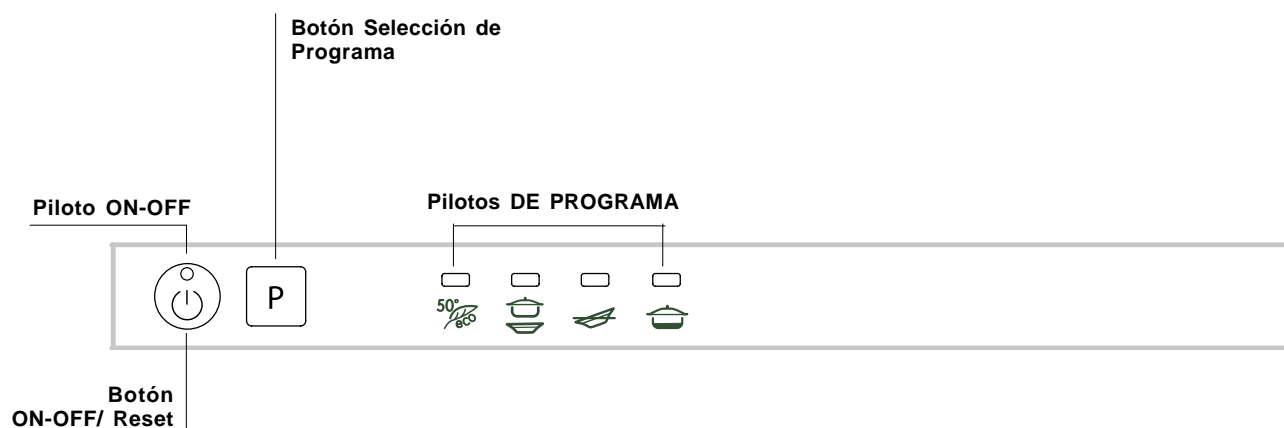 Botón Selección de
Programa
Piloto ON-OFF
Pilotos DE PROGRAMA
P
50°
eco
Botón
ON-OFF/ Reset